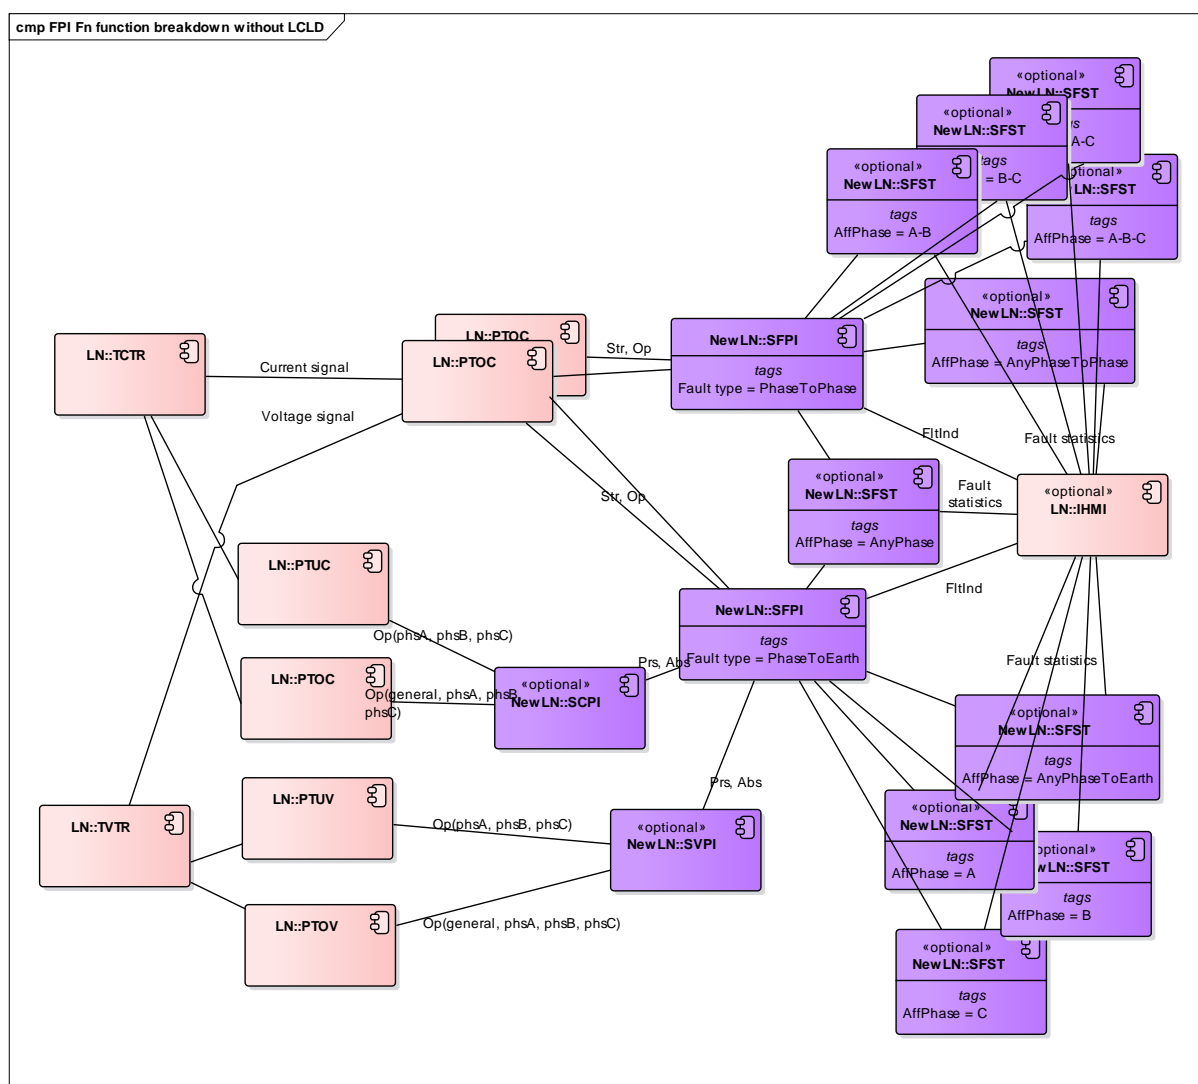 cmp FPI Fn function breakdown without LCLD
«optional»
NewLN::SFST
tags
A-C
«optional»
NewLN::SFST
tags
= B-C
«optional»
NewLN::SFST
tags
AffPhase = A-B
«optional»
LN::SFST
tags
AffPhase = A-B-C
«optional»
NewLN::SFST
tags
AffPhase = AnyPhaseToPhase
LN::TCTR
Current signal
Voltage signal
LN::PTOC
LN::PTOC
Str, Op
NewLN::SFPI
tags
Fault type = PhaseToPhase
FltInd
Fault statistics
«optional»
NewLN::SFST
tags
AffPhase = AnyPhase
Fault
statistics
«optional»
LN::IHMI
Str, Op
FltInd
LN::PTUC
Op(phsA, phsB, phsC)
NewLN::SFPI
tags
Fault type = PhaseToEarth
Fault statistics
LN::PTOC
Op(general, phsA, phsB,
phsC)
«optional»
NewLN::SCPI
Prs, Abs
«optional»
NewLN::SFST
tags
AffPhase = AnyPhaseToEarth
LN::TVTR
LN::PTUV
Op(phsA, phsB, phsC)
Prs, Abs
«optional»
NewLN::SVPI
LN::PTOV
Op(general, phsA, phsB, phsC)
«optional»
NewLN::SFST
tags
AffPhase = A
«optional»
LN::SFST
tags
AffPhase = B
«optional»
NewLN::SFST
tags
AffPhase = C